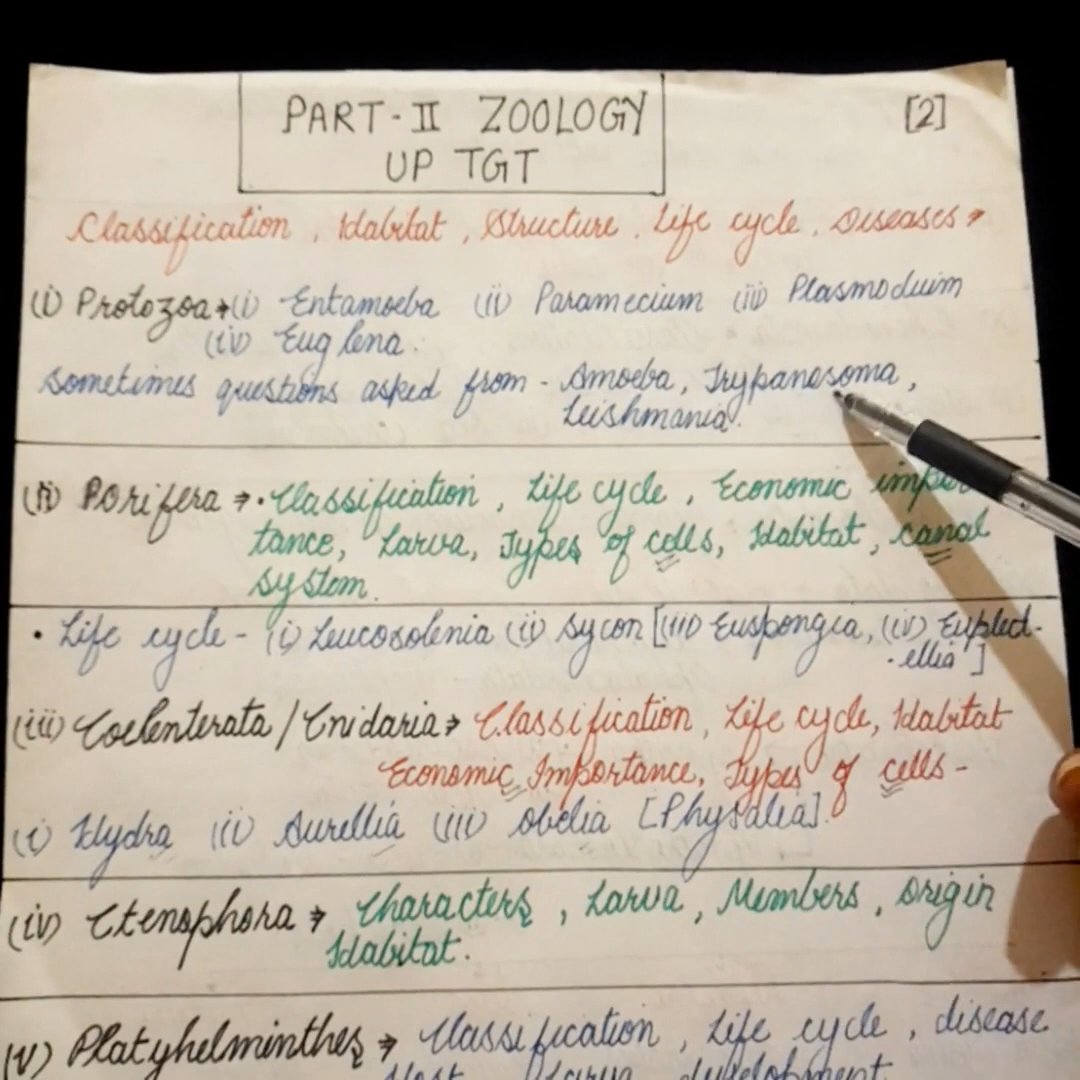 PART-II ZOOLOGY [2]
UP TGT
Classification, Habitat, Structure, Life cycle, Diseases→
(i) Protozoa→(i) Entamoeba (ii) Paramecium (iii) Plasmoduim
(iv) Euglena.
Sometimes questions asked from - Amoeba, Trypanosoma,
Leishmania.
(ii) Porifera ⇒ • Classification, Life cycle, Economic impor
tance, Larva, Types of cells, Habitat, canal
system.
• Life cycle - (i) Leucosolenia (ii) Sycon [(iii) Euspongia, (iv) Euplect-
-ellia]
(iii) Coelenterata / Cnidaria⇒ Classification, Life cycle, Habitat
Economic Importance, Types of cells -
(i) Hydra (ii) Aurellia (iii) Obelia [Physalia].
(iv) Ctenophora ⇒ Characters, Larva, Members, Origin
Habitat.
(v) Platyhelminthes ⇒ Classification, Life cycle, disease
Host, Larva development